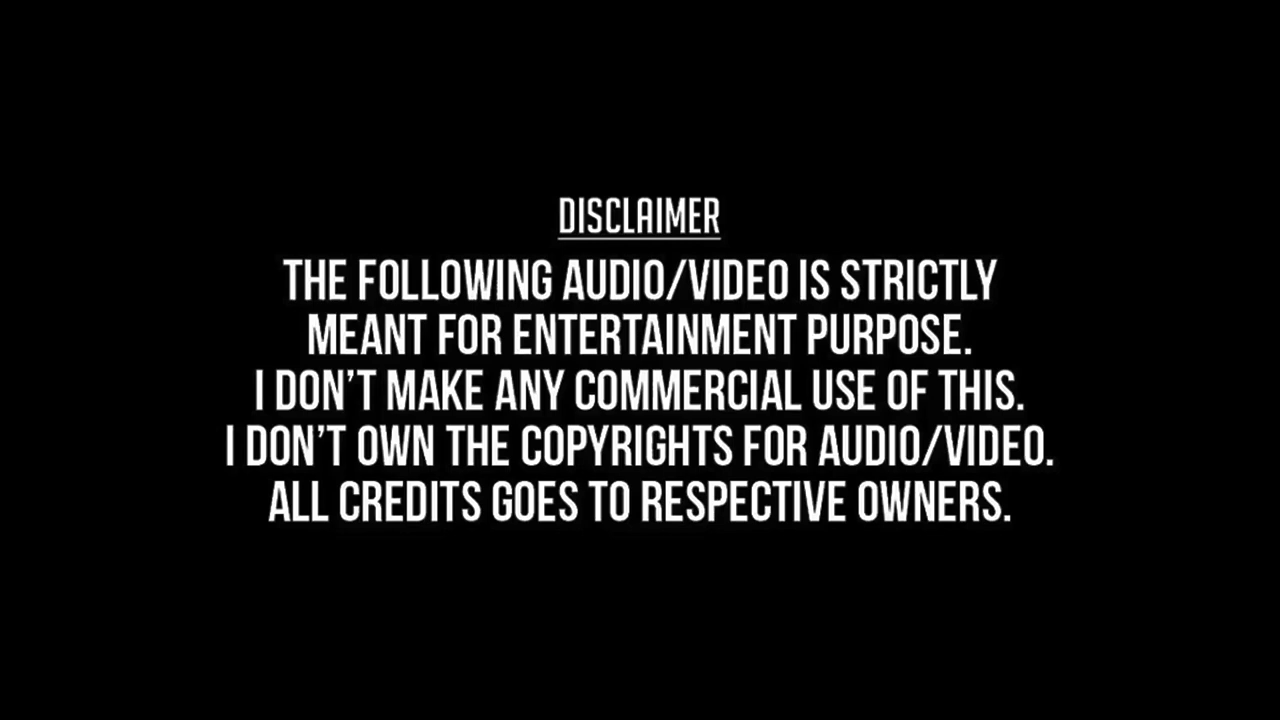 DISCLAIMER
THE FOLLOWING AUDIO/VIDEO IS STRICTLY
MEANT FOR ENTERTAINMENT PURPOSE.
I DON’T MAKE ANY COMMERCIAL USE OF THIS.
I DON’T OWN THE COPYRIGHTS FOR AUDIO/VIDEO.
ALL CREDITS GOES TO RESPECTIVE OWNERS.